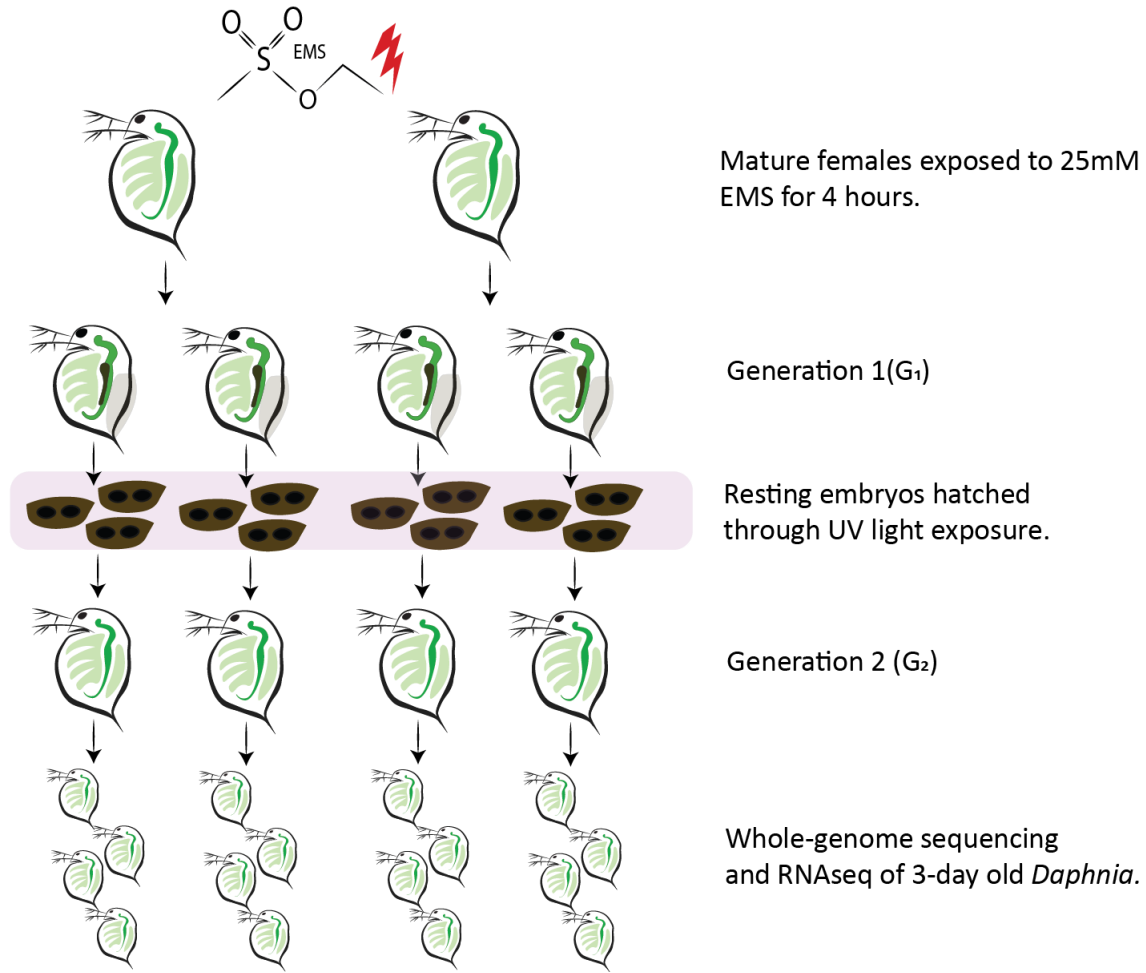 O O
S
EMS
O
Mature females exposed to 25mM
EMS for 4 hours.
Generation 1(G₁)
Resting embryos hatched
through UV light exposure.
Generation 2 (G₂)
Whole-genome sequencing
and RNAseq of 3-day old Daphnia.